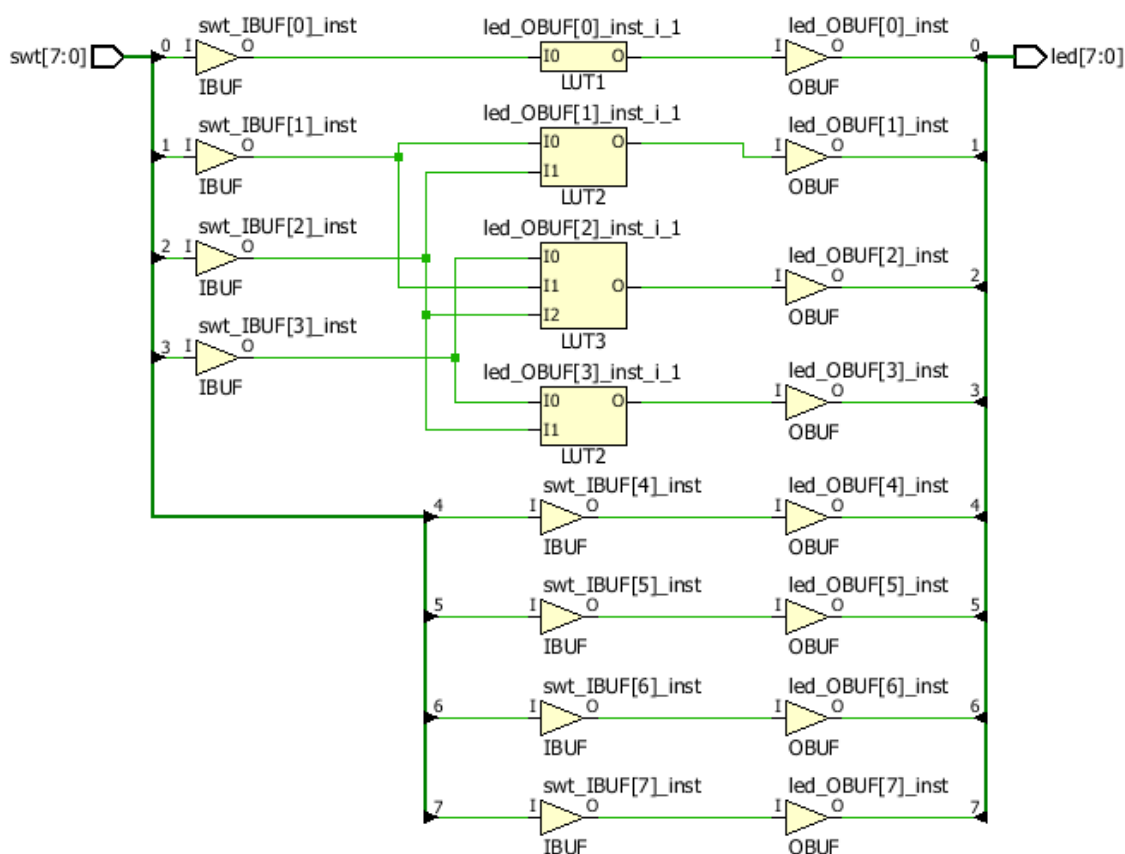 swt_IBUF[0]_inst led_OBUF[0]_inst_i_1 led_OBUF[0]_inst
swt[7:0] 0 I O I0 O I O 0 led[7:0]
IBUF LUT1 OBUF
swt_IBUF[1]_inst led_OBUF[1]_inst_i_1 led_OBUF[1]_inst
1 I O I0 O I O 1
I1
IBUF LUT2 OBUF
swt_IBUF[2]_inst led_OBUF[2]_inst_i_1 led_OBUF[2]_inst
2 I O I0
I1 O I O 2
IBUF I2 OBUF
LUT3
swt_IBUF[3]_inst led_OBUF[3]_inst_i_1 led_OBUF[3]_inst
3 I O
IBUF I0 O I O 3
I1 OBUF
LUT2
swt_IBUF[4]_inst led_OBUF[4]_inst
4 I O I O 4
IBUF OBUF
swt_IBUF[5]_inst led_OBUF[5]_inst
5 I O I O 5
IBUF OBUF
swt_IBUF[6]_inst led_OBUF[6]_inst
6 I O I O 6
IBUF OBUF
swt_IBUF[7]_inst led_OBUF[7]_inst
7 I O I O 7
IBUF OBUF